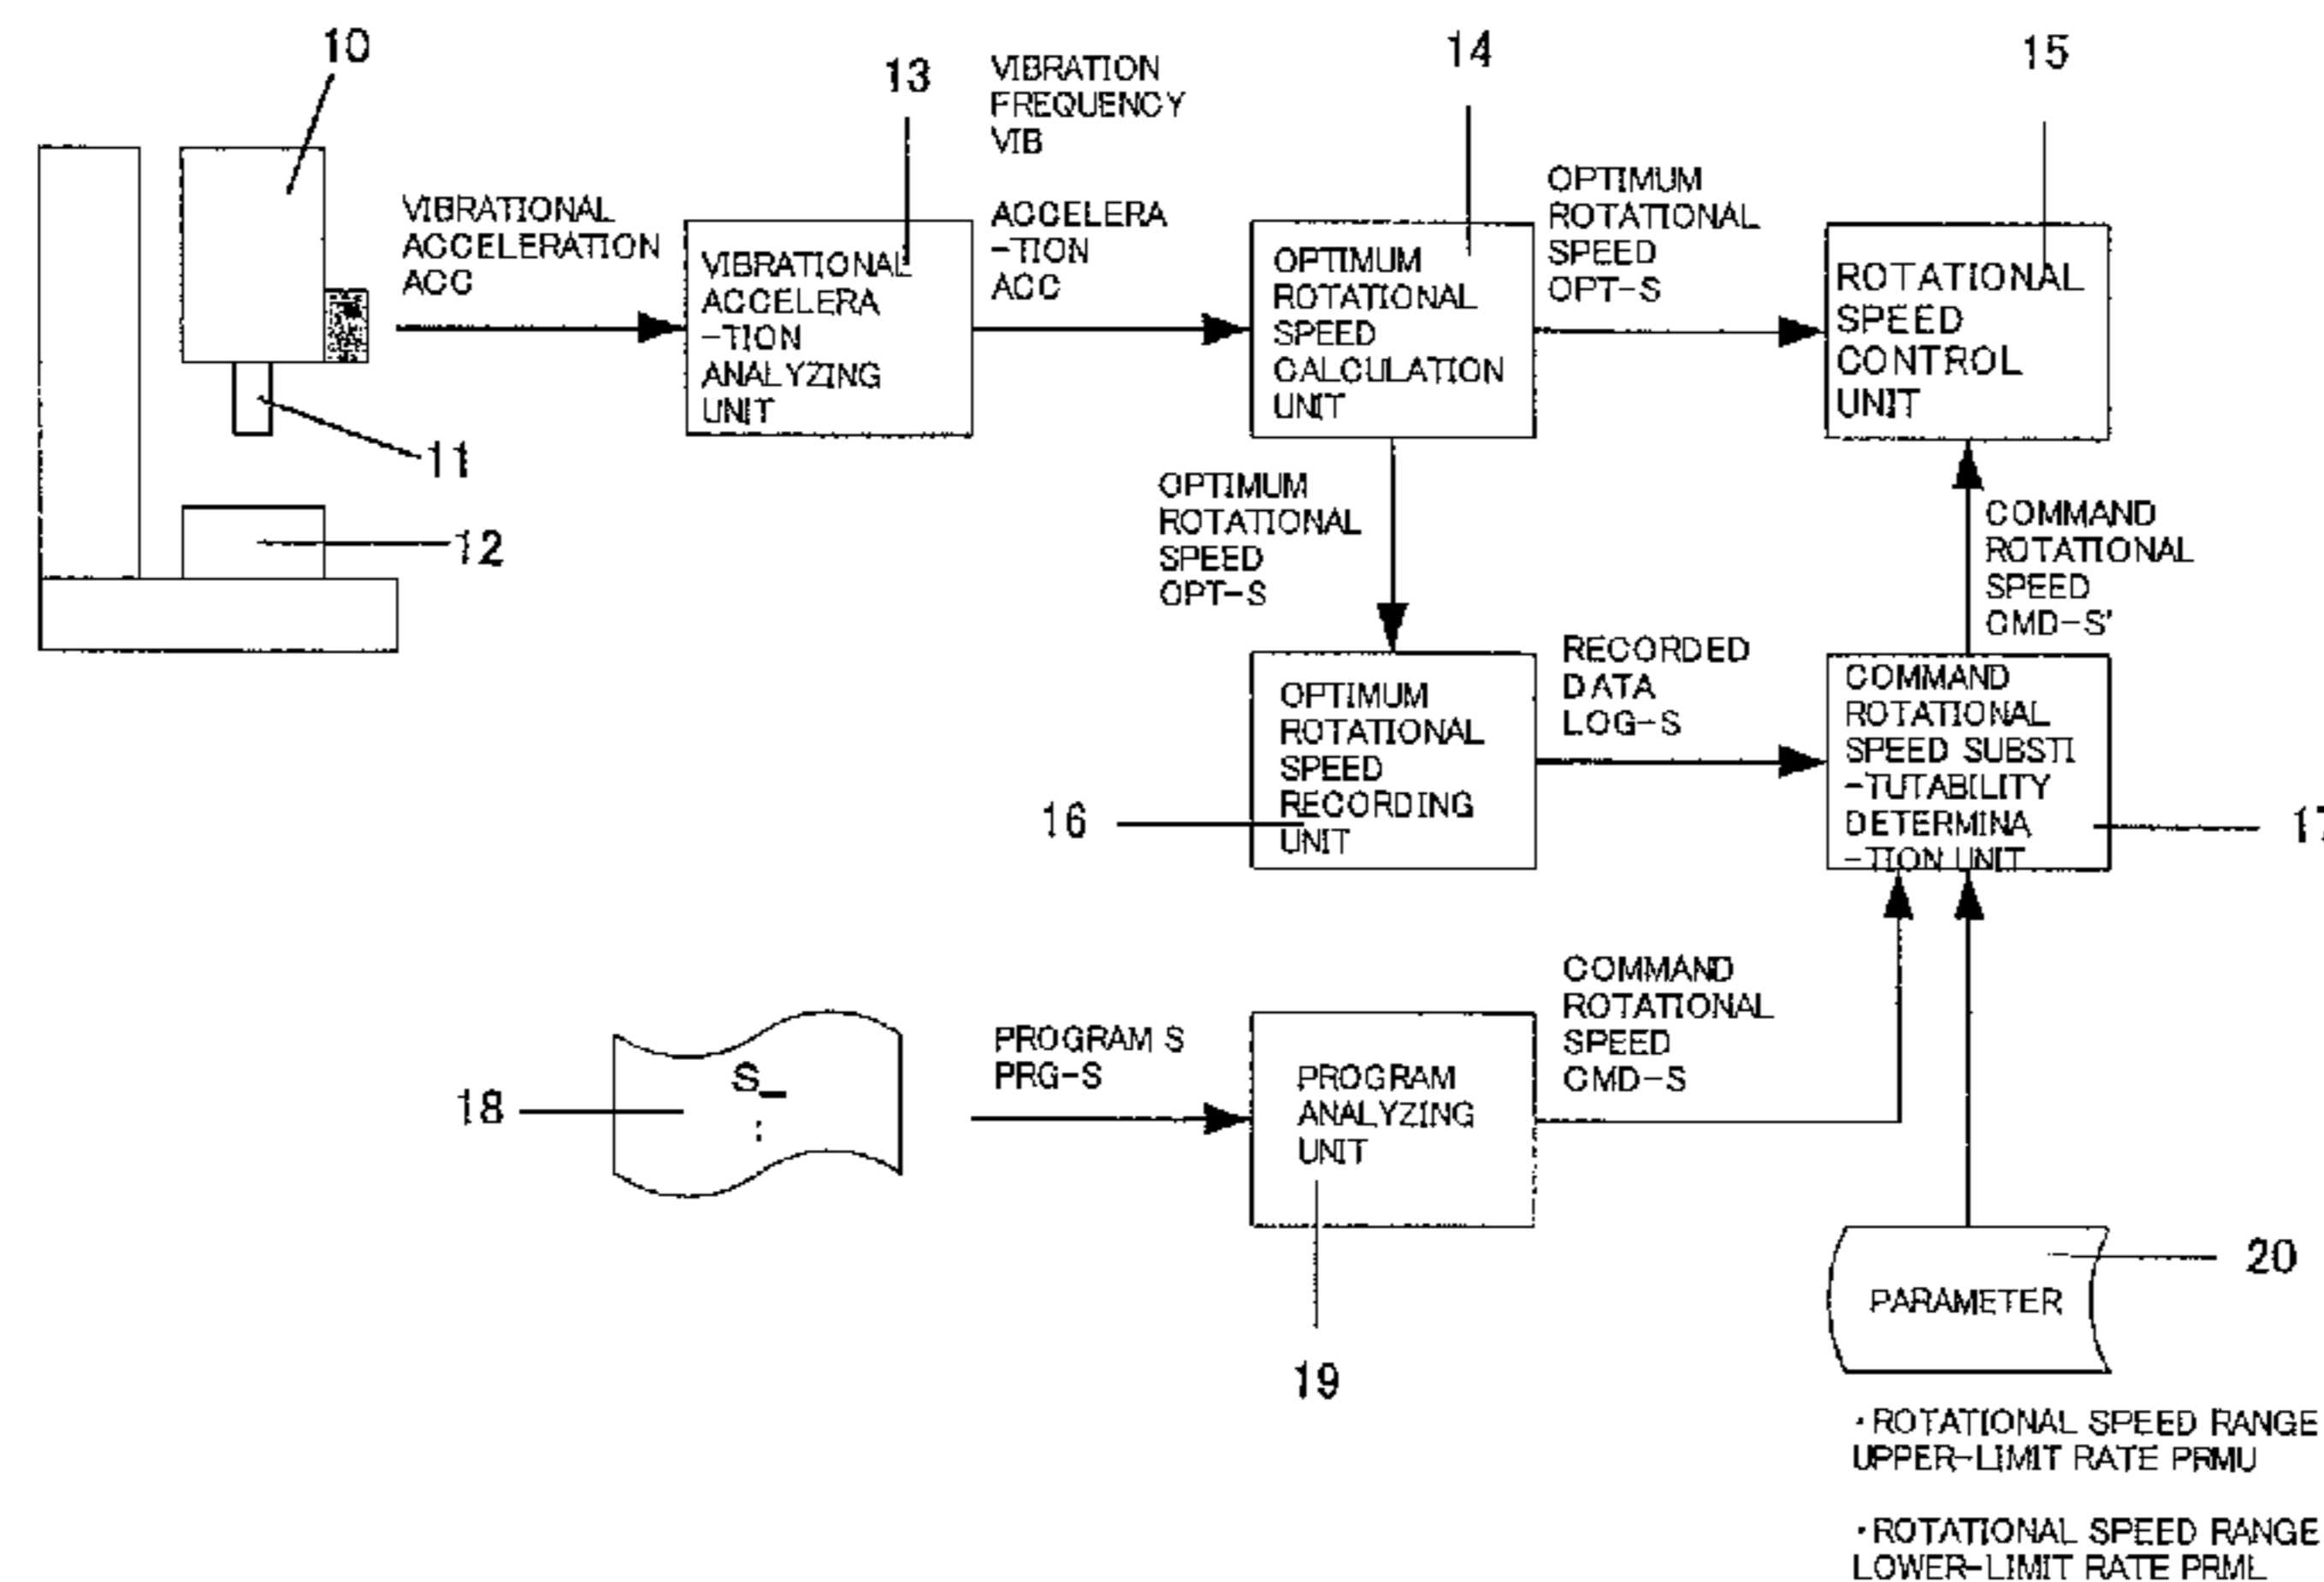 10
13
VIBRATION
FREQUENCY
VIB
14
15
VIBRATIONAL
ACCELERATION
ACC
ACCELERA
-TION
ACC
OPTIMUM
ROTATIONAL
SPEED
OPT-S
VIBRATIONAL
ACCELERA
-TION
ANALYZING
UNIT
OPTIMUM
ROTATIONAL
SPEED
CALCULATION
UNIT
ROTATIONAL
SPEED
CONTROL
UNIT
11
12
OPTIMUM
ROTATIONAL
SPEED
OPT-S
COMMAND
ROTATIONAL
SPEED
CMD-S'
OPTIMUM
ROTATIONAL
SPEED
RECORDING
UNIT
16
RECORDED
DATA
LOG-S
COMMAND
ROTATIONAL
SPEED SUBSTI
-TUTABILITY
DETERMINA
-TION UNIT
17
18
S_
:
PROGRAM S
PRG-S
PROGRAM
ANALYZING
UNIT
COMMAND
ROTATIONAL
SPEED
CMD-S
19
20
PARAMETER
・ROTATIONAL SPEED RANGE
UPPER-LIMIT RATE PRMU
・ROTATIONAL SPEED RANGE
LOWER-LIMIT RATE PRML